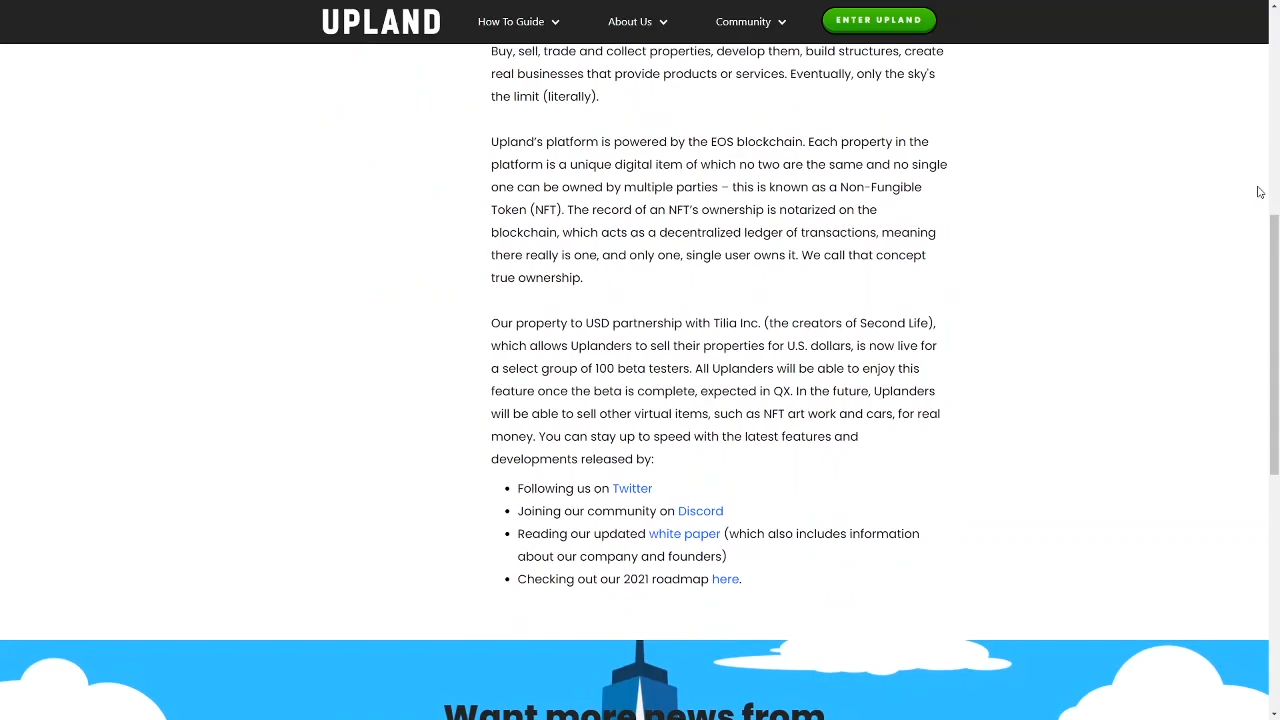 UPLAND
How To Guide
About Us
Community
ENTER UPLAND
Buy, sell, trade and collect properties, develop them, build structures, create
real businesses that provide products or services. Eventually, only the sky's
the limit (literally).
Upland’s platform is powered by the EOS blockchain. Each property in the
platform is a unique digital item of which no two are the same and no single
one can be owned by multiple parties – this is known as a Non-Fungible
Token (NFT). The record of an NFT’s ownership is notarized on the
blockchain, which acts as a decentralized ledger of transactions, meaning
there really is one, and only one, single user owns it. We call that concept
true ownership.
Our property to USD partnership with Tilia Inc. (the creators of Second Life),
which allows Uplanders to sell their properties for U.S. dollars, is now live for
a select group of 100 beta testers. All Uplanders will be able to enjoy this
feature once the beta is complete, expected in QX. In the future, Uplanders
will be able to sell other virtual items, such as NFT art work and cars, for real
money. You can stay up to speed with the latest features and
developments released by:
• Following us on Twitter
• Joining our community on Discord
• Reading our updated white paper (which also includes information
about our company and founders)
• Checking out our 2021 roadmap here.
Want more news from